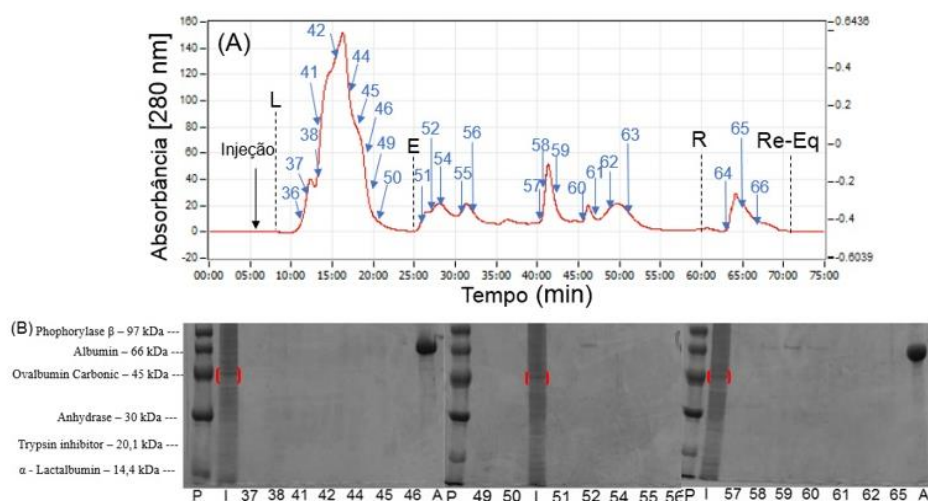 (A)
Absorbância [280 nm]
160
140
120
100
80
60
40
20
0
-20
0.6436
0.4
0.2
0
-0.2
-0.4
-0.6039
Injeção
L
E
R
Re-Eq
36
37
38
41
42
44
45
46
49
50
51
52
54
55
56
57
58
59
60
61
62
63
64
65
66
00:00 05:00 10:00 15:00 20:00 25:00 30:00 35:00 40:00 45:00 50:00 55:00 60:00 65:00 70:00 75:00
Tempo (min)
(B)
Phophorylase β – 97 kDa ---
Albumin – 66 kDa ---
Ovalbumin Carbonic – 45 kDa ---
Anhydrase – 30 kDa ---
Trypsin inhibitor – 20,1 kDa ---
α - Lactalbumin – 14,4 kDa ---
P I 37 38 41 42 44 45 46 A P 49 50 I 51 52 54 55 56 P I 57 58 59 60 61 62 65 A